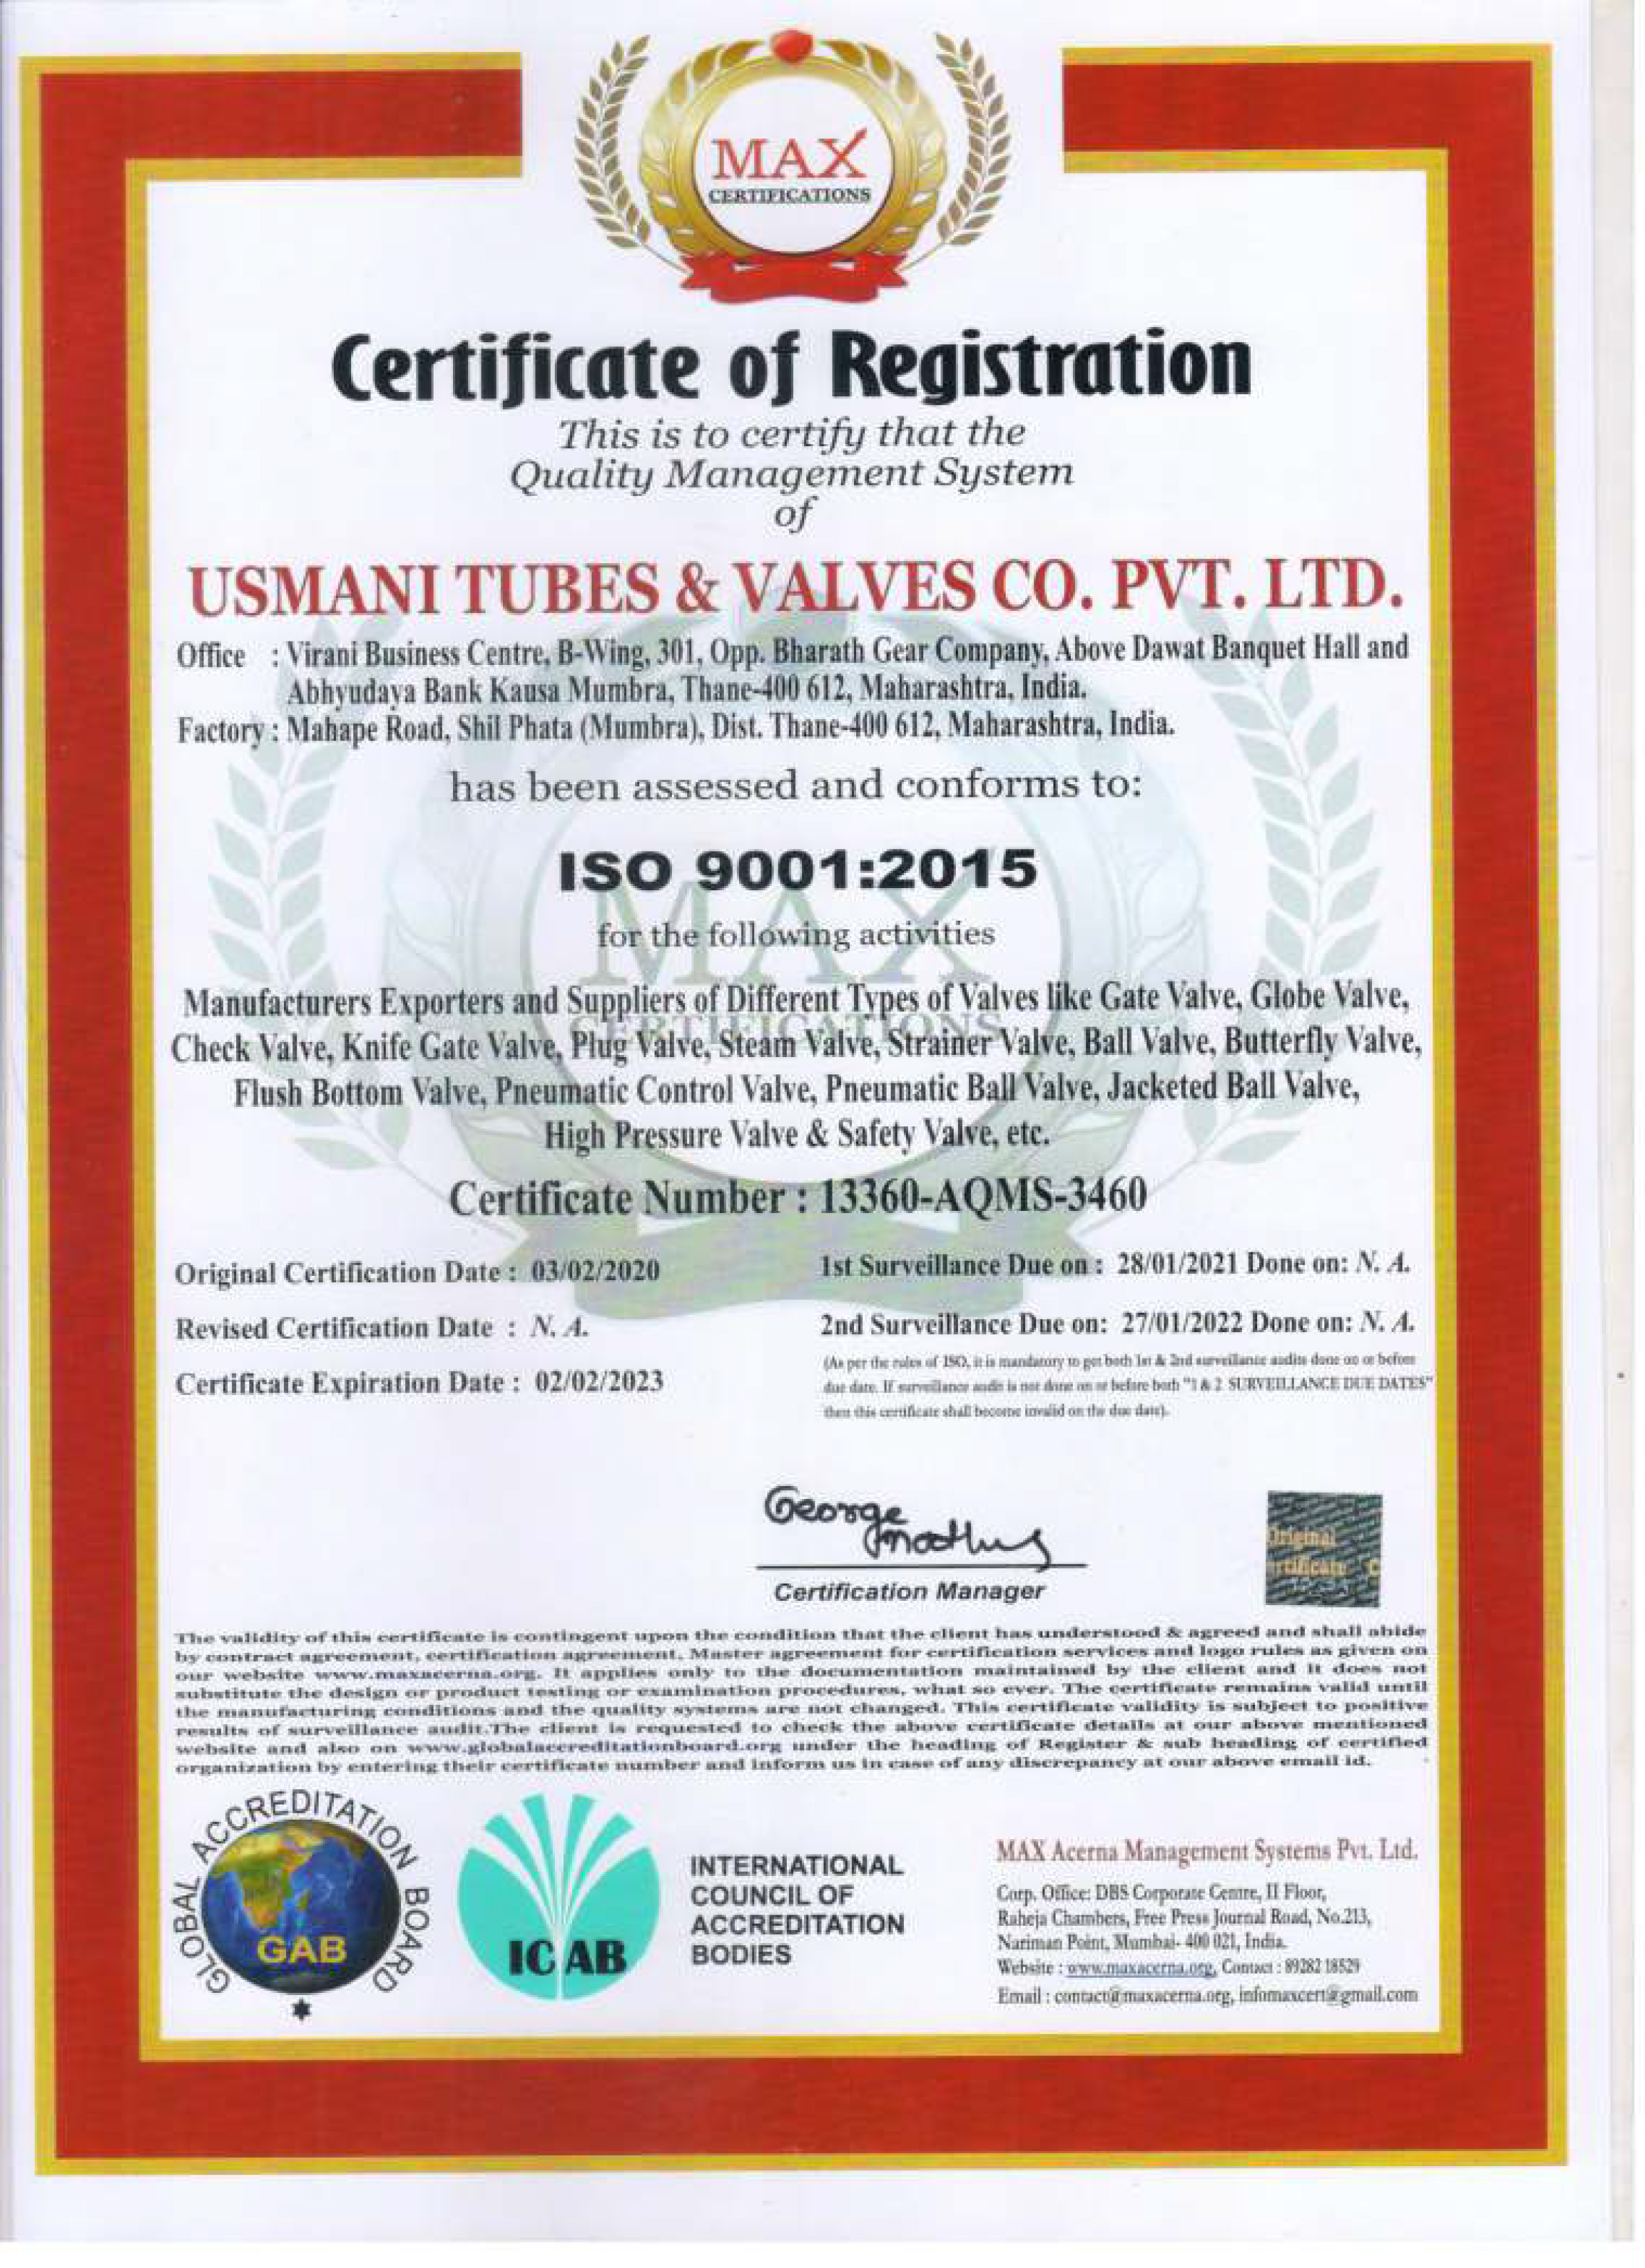 MAX
CERTIFICATIONS
Certificate of Registration
This is to certify that the
Quality Management System
of
USMANI TUBES & VALVES CO. PVT. LTD.
Office : Virani Business Centre, B-Wing, 301, Opp. Bharath Gear Company, Above Dawat Banquet Hall and
Abhyudaya Bank Kausa Mumbra, Thane-400 612, Maharashtra, India.
Factory : Mahape Road, Shil Phata (Mumbra), Dist. Thane-400 612, Maharashtra, India.
has been assessed and conforms to:
ISO 9001:2015
for the following activities
MAX
CERTIFICATIONS
Manufacturers Exporters and Suppliers of Different Types of Valves like Gate Valve, Globe Valve,
Check Valve, Knife Gate Valve, Plug Valve, Steam Valve, Strainer Valve, Ball Valve, Butterfly Valve,
Flush Bottom Valve, Pneumatic Control Valve, Pneumatic Ball Valve, Jacketed Ball Valve,
High Pressure Valve & Safety Valve, etc.
Certificate Number : 13360-AQMS-3460
Original Certification Date : 03/02/2020
1st Surveillance Due on : 28/01/2021 Done on: N. A.
Revised Certification Date : N. A.
2nd Surveillance Due on: 27/01/2022 Done on: N. A.
Certificate Expiration Date : 02/02/2023
(As per the rules of ISO, it is mandatory to get both 1st & 2nd surveillance audits done on or before
due date. If surveillance audit is not done on or before both "1 & 2 SURVEILLANCE DUE DATES"
then this certificate shall become invalid on the due date).
George
Certification Manager
Original
ertificate C
The validity of this certificate is contingent upon the condition that the client has understood & agreed and shall abide
by contract agreement, certification agreement. Master agreement for certification services and logo rules as given on
our website www.maxacerna.org. It applies only to the documentation maintained by the client and it does not
substitute the design or product testing or examination procedures, what so ever. The certificate remains valid until
the manufacturing conditions and the quality systems are not changed. This certificate validity is subject to positive
results of surveillance audit.The client is requested to check the above certificate details at our above mentioned
website and also on www.globalaccreditationboard.org under the heading of Register & sub heading of certified
organization by entering their certificate number and inform us in case of any discrepancy at our above email id.
GLOBAL ACCREDITATION BOARD
GAB
ICAB
INTERNATIONAL
COUNCIL OF
ACCREDITATION
BODIES
MAX Acerna Management Systems Pvt. Ltd.
Corp. Office: DBS Corporate Centre, II Floor,
Raheja Chambers, Free Press Journal Road, No.213,
Nariman Point, Mumbai- 400 021, India.
Website : www.maxacerna.org, Contact : 89282 18529
Email : contact@maxacerna.org, infomaxcert@gmail.com